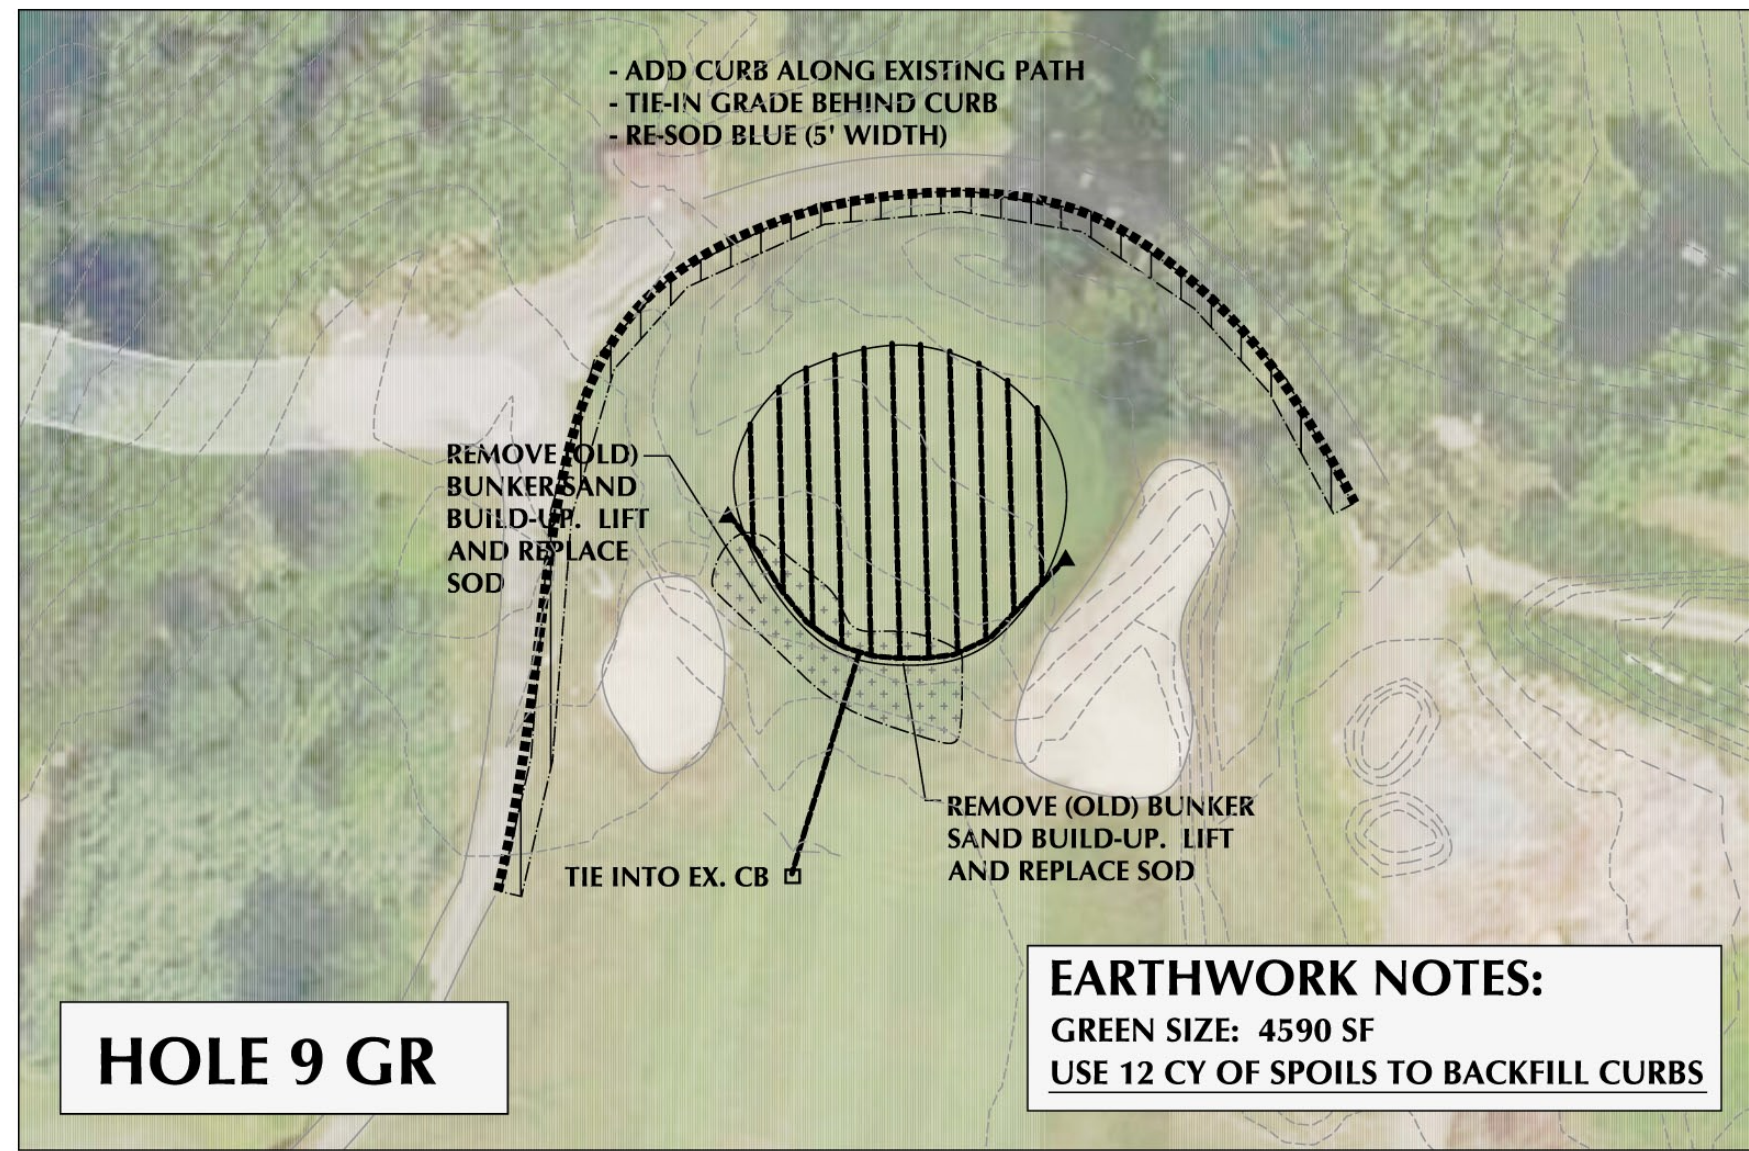 - ADD CURB ALONG EXISTING PATH
- TIE-IN GRADE BEHIND CURB
- RE-SOD BLUE (5' WIDTH)
REMOVE (OLD)
BUNKER SAND
BUILD-UP. LIFT
AND REPLACE
SOD
REMOVE (OLD) BUNKER
SAND BUILD-UP. LIFT
AND REPLACE SOD
TIE INTO EX. CB
HOLE 9 GR
EARTHWORK NOTES:
GREEN SIZE: 4590 SF
USE 12 CY OF SPOILS TO BACKFILL CURBS